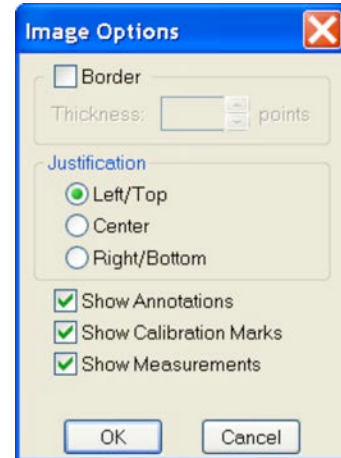 Image Options
Border
Thickness: points
Justification
Left/Top
Center
Right/Bottom
Show Annotations
Show Calibration Marks
Show Measurements
OK Cancel